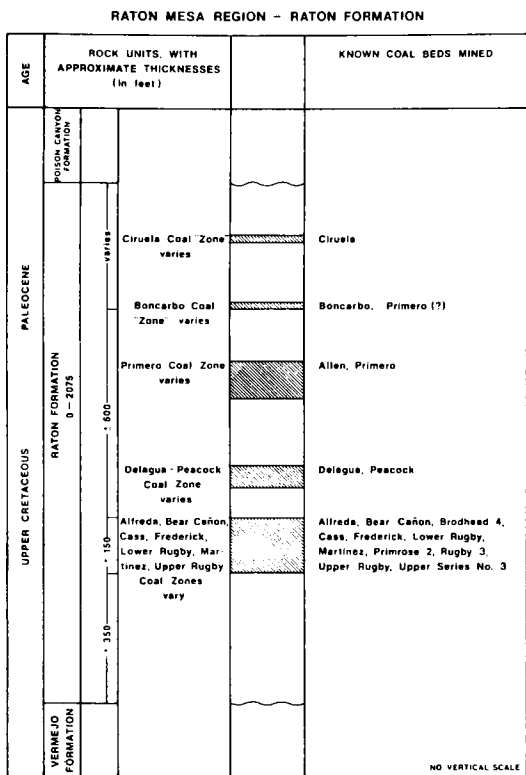 RATON MESA REGION - RATON FORMATION
AGE
ROCK UNITS, WITH
APPROXIMATE THICKNESSES
(in feet)
KNOWN COAL BEDS MINED
PALEOCENE
UPPER CRETACEOUS
POISON CANYON
FORMATION
RATON FORMATION
0 - 2075
VERMEJO
FORMATION
varies
± 600
± 150
± 350
Ciruela Coal "Zone"
varies
Ciruela
Boncarbo Coal
"Zone" varies
Boncarbo, Primero (?)
Primero Coal Zone
varies
Allen, Primero
Delagua - Peacock
Coal Zone
varies
Delagua, Peacock
Alfreda, Bear Cañon,
Cass, Frederick,
Lower Rugby, Mar-
tinez, Upper Rugby
Coal Zones
vary
Alfreda, Bear Cañon, Brodhead 4,
Cass, Frederick, Lower Rugby,
Martinez, Primrose 2, Rugby 3,
Upper Rugby, Upper Series No. 3
NO VERTICAL SCALE